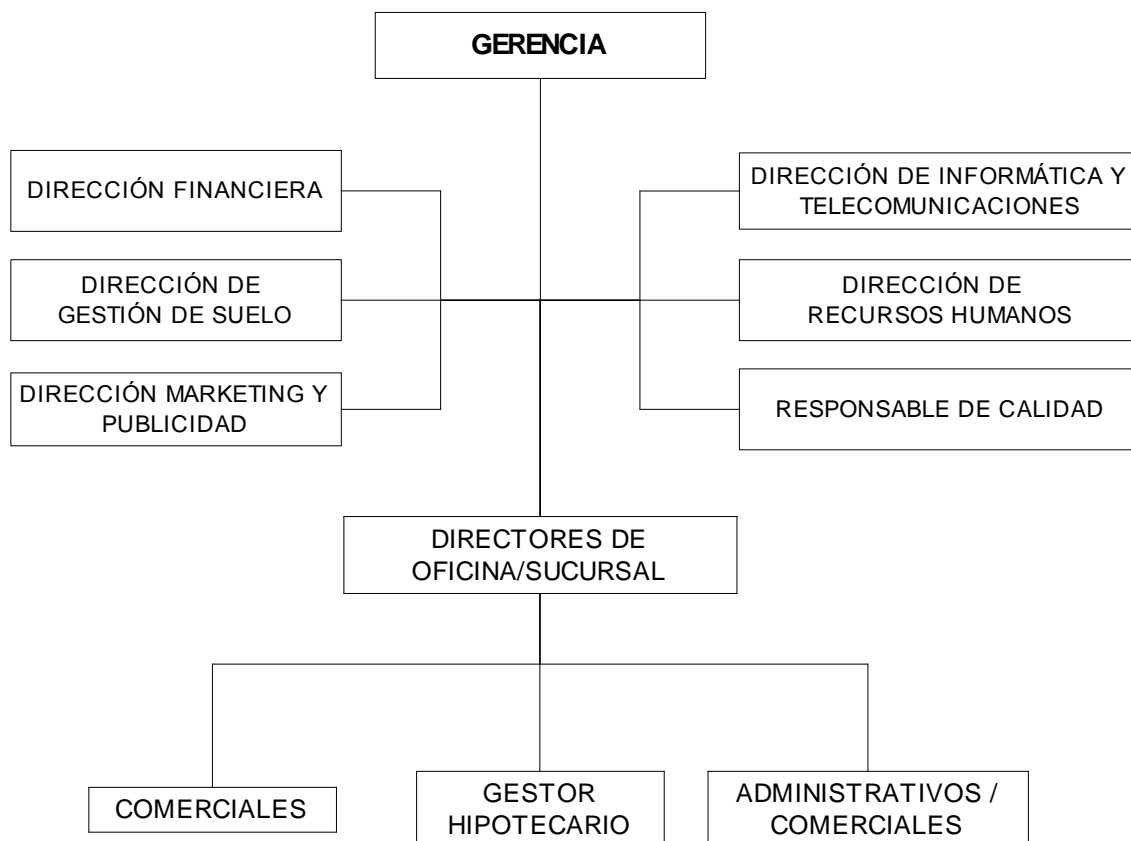 GERENCIA
DIRECCIÓN FINANCIERA
DIRECCIÓN DE INFORMÁTICA Y
TELECOMUNICACIONES
DIRECCIÓN DE
GESTIÓN DE SUELO
DIRECCIÓN DE
RECURSOS HUMANOS
DIRECCIÓN MARKETING Y
PUBLICIDAD
RESPONSABLE DE CALIDAD
DIRECTORES DE
OFICINA/SUCURSAL
COMERCIALES
GESTOR
HIPOTECARIO
ADMINISTRATIVOS /
COMERCIALES